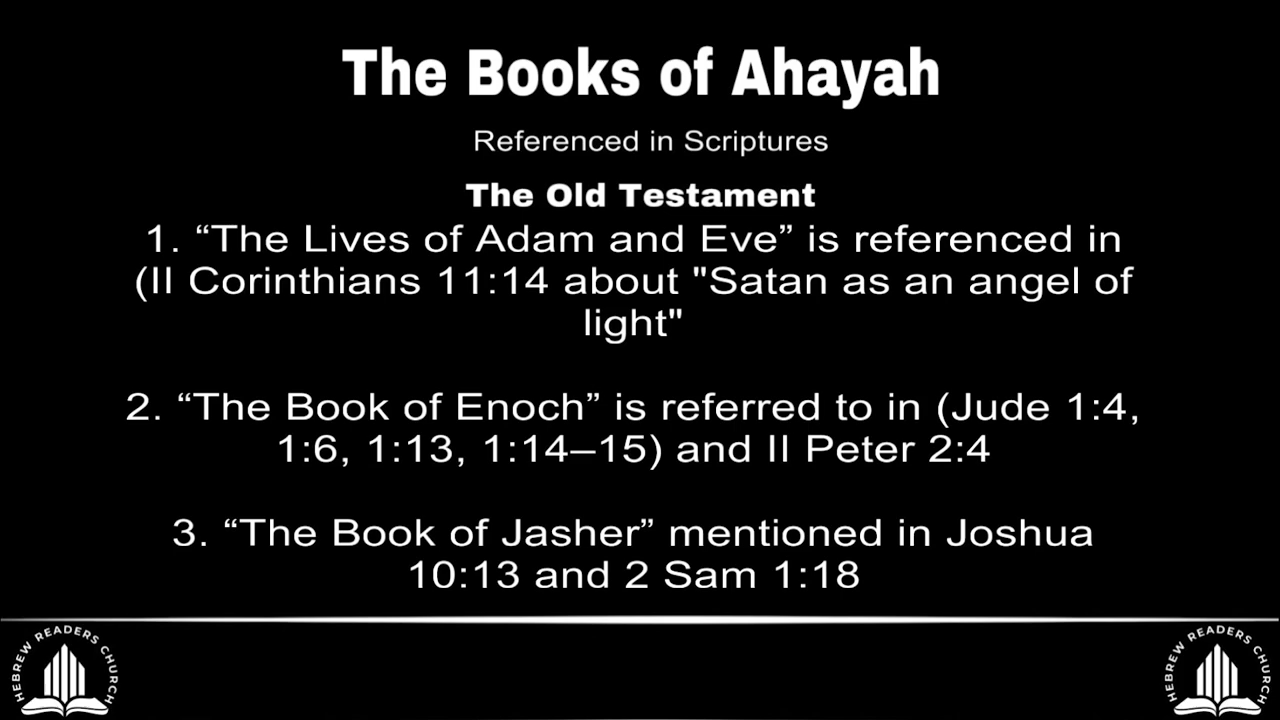 The Books of Ahayah
Referenced in Scriptures
The Old Testament
1. “The Lives of Adam and Eve” is referenced in
(II Corinthians 11:14 about "Satan as an angel of
light"
2. “The Book of Enoch” is referred to in (Jude 1:4,
1:6, 1:13, 1:14–15) and II Peter 2:4
3. “The Book of Jasher” mentioned in Joshua
10:13 and 2 Sam 1:18
HEBREW READERS CHURCH
HEBREW READERS CHURCH